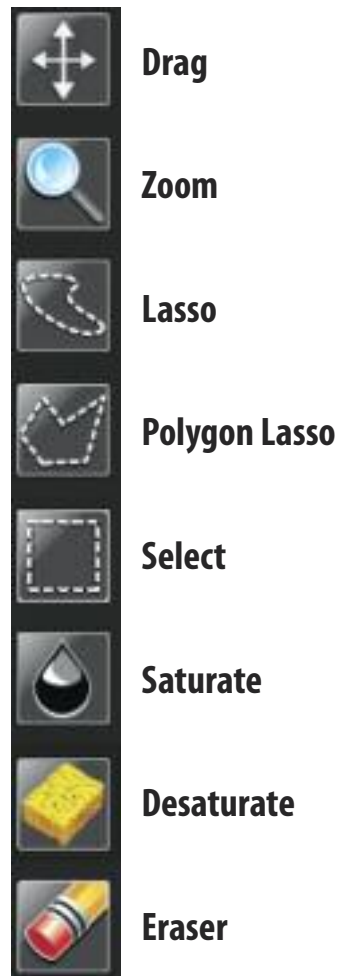 Drag
Zoom
Lasso
Polygon Lasso
Select
Saturate
Desaturate
Eraser